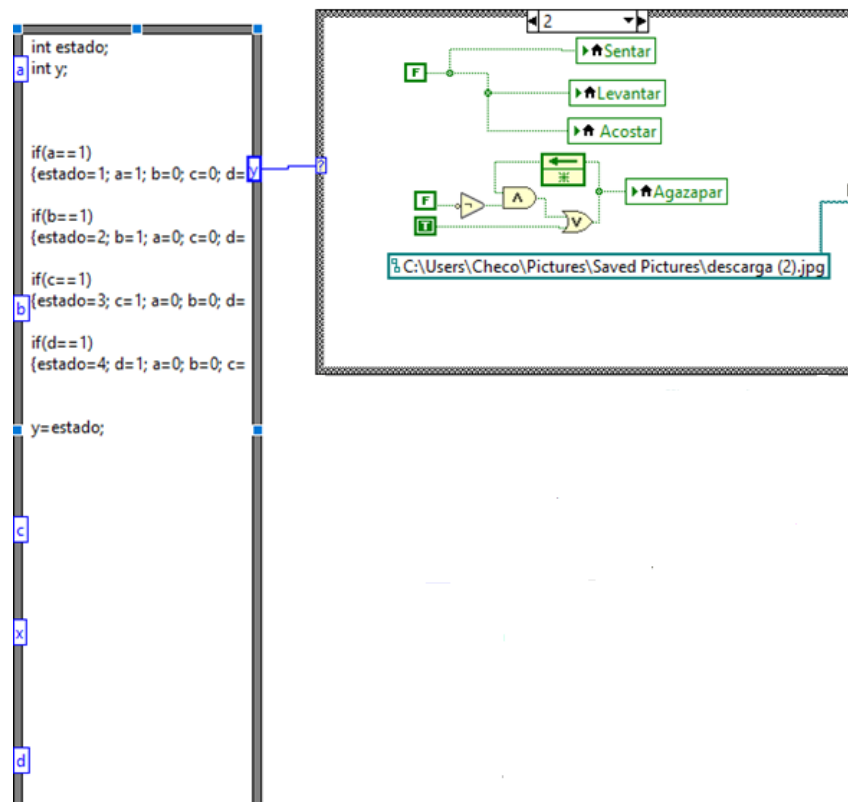 int estado;
int y;
if(a==1)
{estado=1; a=1; b=0; c=0; d=
if(b==1)
{estado=2; b=1; a=0; c=0; d=
if(c==1)
{estado=3; c=1; a=0; b=0; d=
if(d==1)
{estado=4; d=1; a=0; b=0; c=
y=estado;
a
b
c
x
d
y
?
2
F
Sentar
Levantar
Acostar
F
T
Agazapar
C:\Users\Checo\Pictures\Saved Pictures\descarga (2).jpg